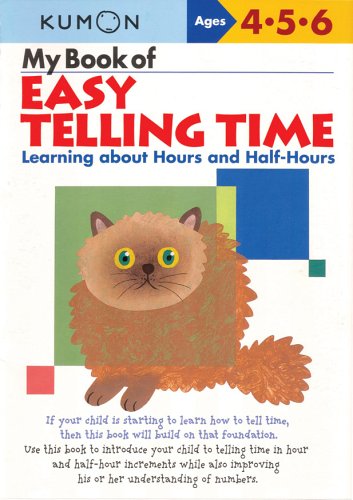 KUMON
Ages 4•5•6
My Book of
EASY
TELLING TIME
Learning about Hours and Half-Hours
If your child is starting to learn how to tell time,
then this book will build on that foundation.
Use this book to introduce your child to telling time in hour
and half-hour increments while also improving
his or her understanding of numbers.